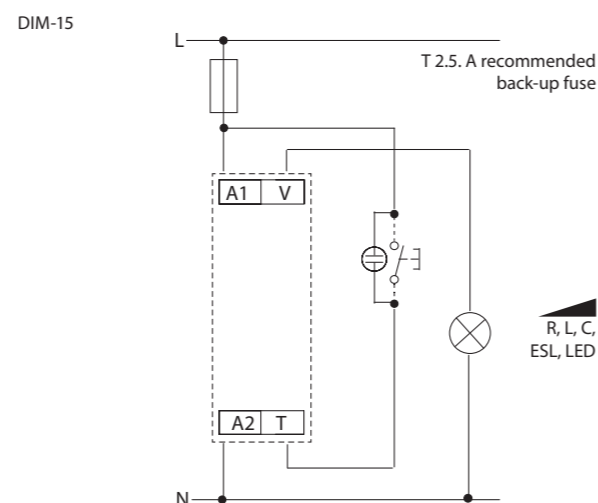 DIM-15
L
T 2.5. A recommended
back-up fuse
A1 V
R, L, C,
ESL, LED
A2 T
N